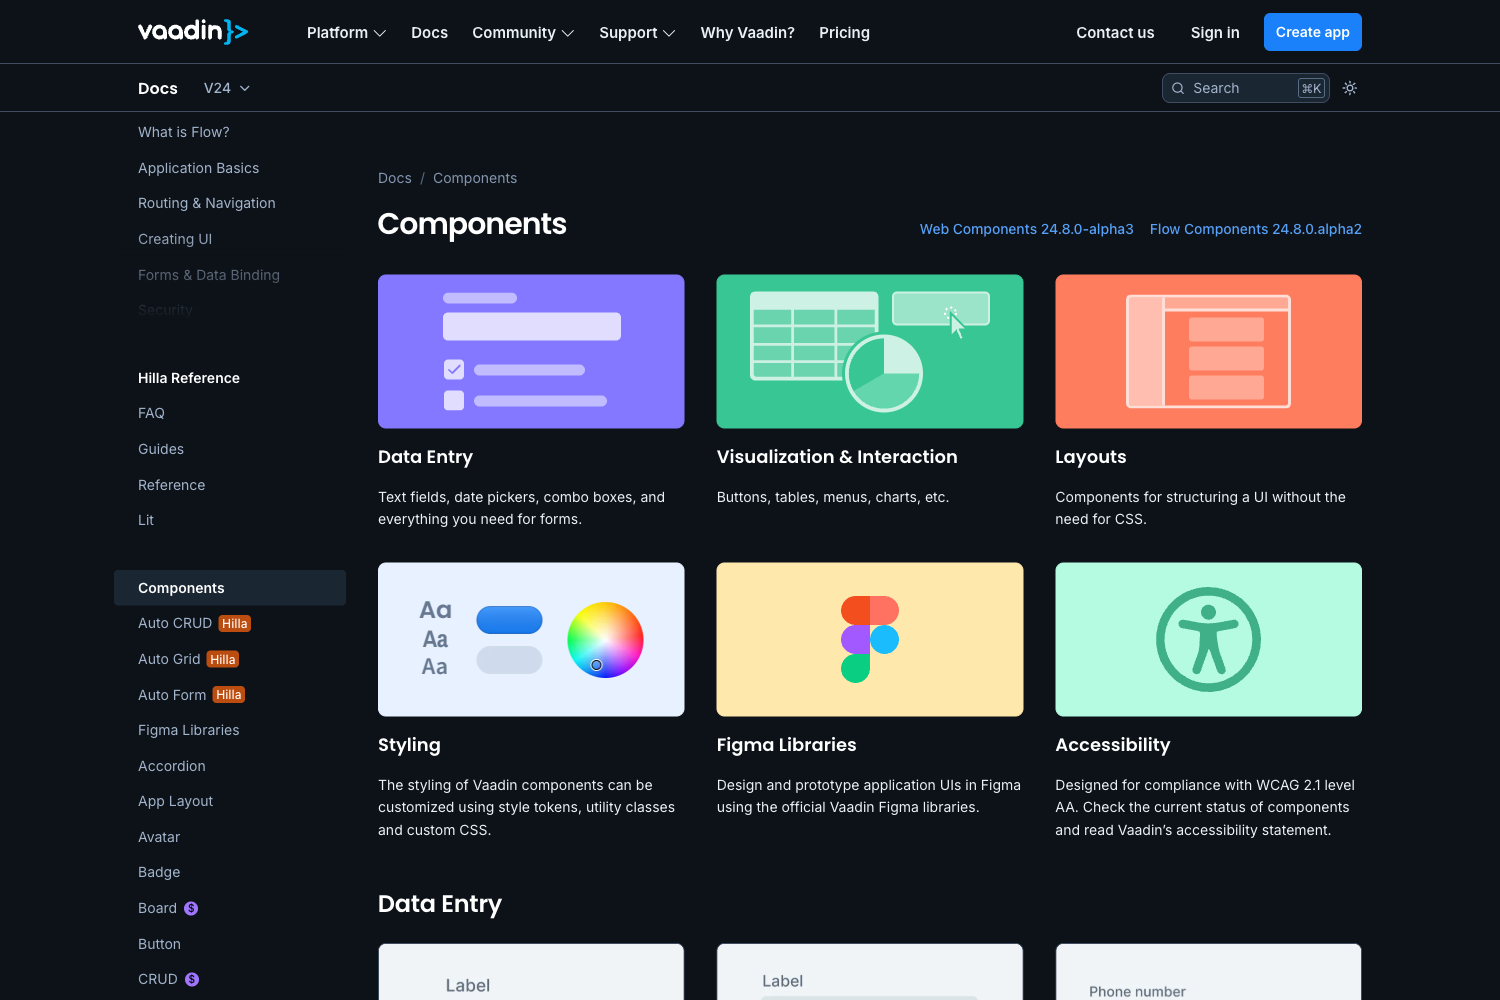 vaadin}>
Platform
Docs
Community
Support
Why Vaadin?
Pricing
Contact us
Sign in
Create app
Docs
V24
Search
⌘K
What is Flow?
Application Basics
Routing & Navigation
Creating UI
Forms & Data Binding
Security
Hilla Reference
FAQ
Guides
Reference
Lit
Components
Auto CRUD Hilla
Auto Grid Hilla
Auto Form Hilla
Figma Libraries
Accordion
App Layout
Avatar
Badge
Board $
Button
CRUD $
Docs / Components
Components
Web Components 24.8.0-alpha3
Flow Components 24.8.0.alpha2
Data Entry
Text fields, date pickers, combo boxes, and
everything you need for forms.
Visualization & Interaction
Buttons, tables, menus, charts, etc.
Layouts
Components for structuring a UI without the
need for CSS.
Aa
Aa
Aa
Styling
The styling of Vaadin components can be
customized using style tokens, utility classes
and custom CSS.
Figma Libraries
Design and prototype application UIs in Figma
using the official Vaadin Figma libraries.
Accessibility
Designed for compliance with WCAG 2.1 level
AA. Check the current status of components
and read Vaadin’s accessibility statement.
Data Entry
Label
Label
Phone number